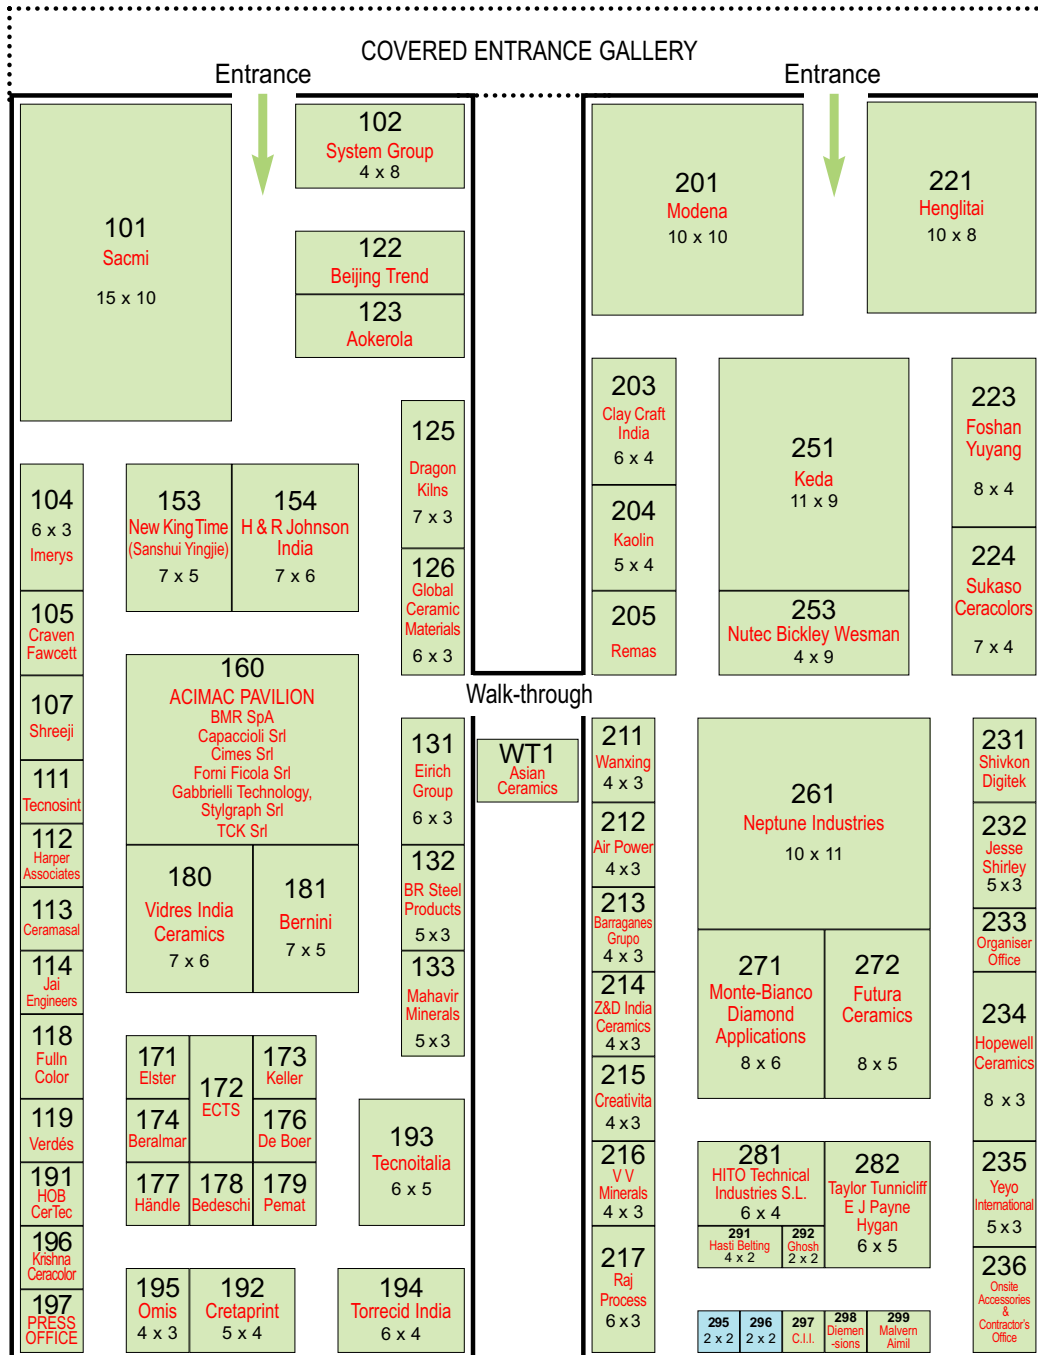 COVERED ENTRANCE GALLERY
Entrance
Entrance
101
Sacmi
15 x 10
102
System Group
4 x 8
122
Beijing Trend
123
Aokerola
125
Dragon
Kilns
7 x 3
126
Global
Ceramic
Materials
6 x 3
104
6 x 3
Imerys
105
Craven
Fawcett
107
Shreeji
111
Tecnosint
112
Harper
Associates
113
Ceramasal
114
Jai
Engineers
118
Fulln
Color
119
Verdés
191
HOB
CerTec
196
Krishna
Ceracolor
197
PRESS
OFFICE
153
New King Time
(Sanshui Yingjie)
7 x 5
154
H & R Johnson
India
7 x 6
160
ACIMAC PAVILION
BMR SpA
Capaccioli Srl
Cimes Srl
Forni Ficola Srl
Gabbrielli Technology,
Stylgraph Srl
TCK Srl
180
Vidres India
Ceramics
7 x 6
181
Bernini
7 x 5
131
Eirich
Group
6 x 3
132
BR Steel
Products
5 x 3
133
Mahavir
Minerals
5 x 3
171
Elster
172
ECTS
173
Keller
174
Beralmar
176
De Boer
177
Händle
178
Bedeschi
179
Pemat
193
Tecnoitalia
6 x 5
195
Omis
4 x 3
192
Cretaprint
5 x 4
194
Torrecid India
6 x 4
Walk-through
WT1
Asian
Ceramics
201
Modena
10 x 10
221
Henglitai
10 x 8
203
Clay Craft
India
6 x 4
204
Kaolin
5 x 4
205
Remas
251
Keda
11 x 9
253
Nutec Bickley Wesman
4 x 9
223
Foshan
Yuyang
8 x 4
224
Sukaso
Ceracolors
7 x 4
211
Wanxing
4 x 3
212
Air Power
4 x 3
213
Barraganes
Grupo
4 x 3
214
Z&D India
Ceramics
4 x 3
215
Creativita
4 x 3
216
V V
Minerals
4 x 3
217
Raj
Process
6 x 3
261
Neptune Industries
10 x 11
271
Monte-Bianco
Diamond
Applications
8 x 6
272
Futura
Ceramics
8 x 5
231
Shivkon
Digitek
232
Jesse
Shirley
5 x 3
233
Organiser
Office
234
Hopewell
Ceramics
8 x 3
235
Yeyo
International
5 x 3
236
Onsite
Accessories
&
Contractor's
Office
281
HITO Technical
Industries S.L.
6 x 4
282
Taylor Tunnicliff
E J Payne
Hygan
6 x 5
291
Hasti Belting
4 x 2
292
Ghosh
2 x 2
295
2 x 2
296
2 x 2
297
C.I.I.
298
Diemen
-sions
299
Malvern
Aimil